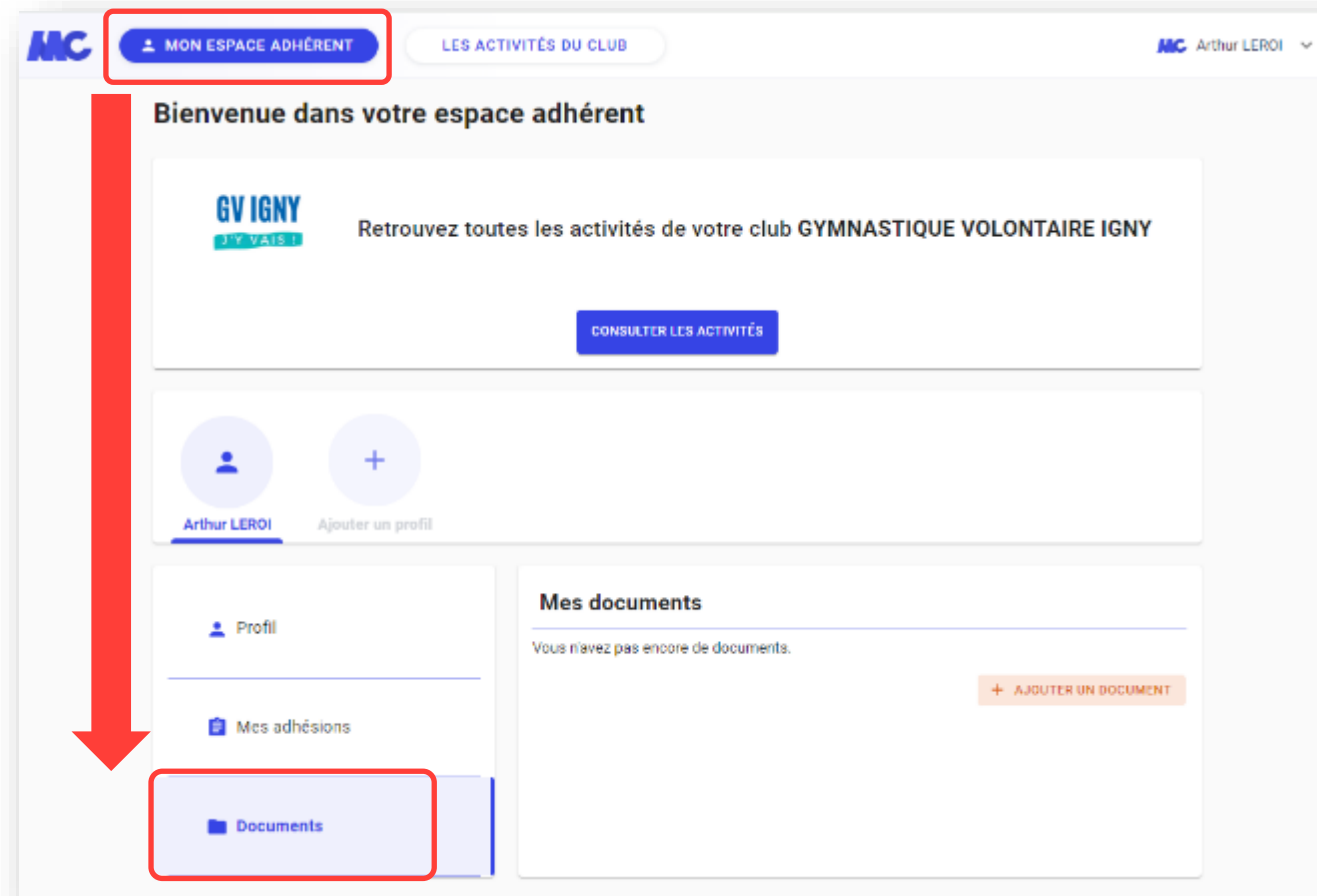 MC
MON ESPACE ADHÉRENT
LES ACTIVITÉS DU CLUB
MC Arthur LEROI
Bienvenue dans votre espace adhérent
GV IGNY
J'Y VAIS !
Retrouvez toutes les activités de votre club GYMNASTIQUE VOLONTAIRE IGNY
CONSULTER LES ACTIVITÉS
Arthur LEROI
Ajouter un profil
Profil
Mes adhésions
Documents
Mes documents
Vous n'avez pas encore de documents.
+ AJOUTER UN DOCUMENT